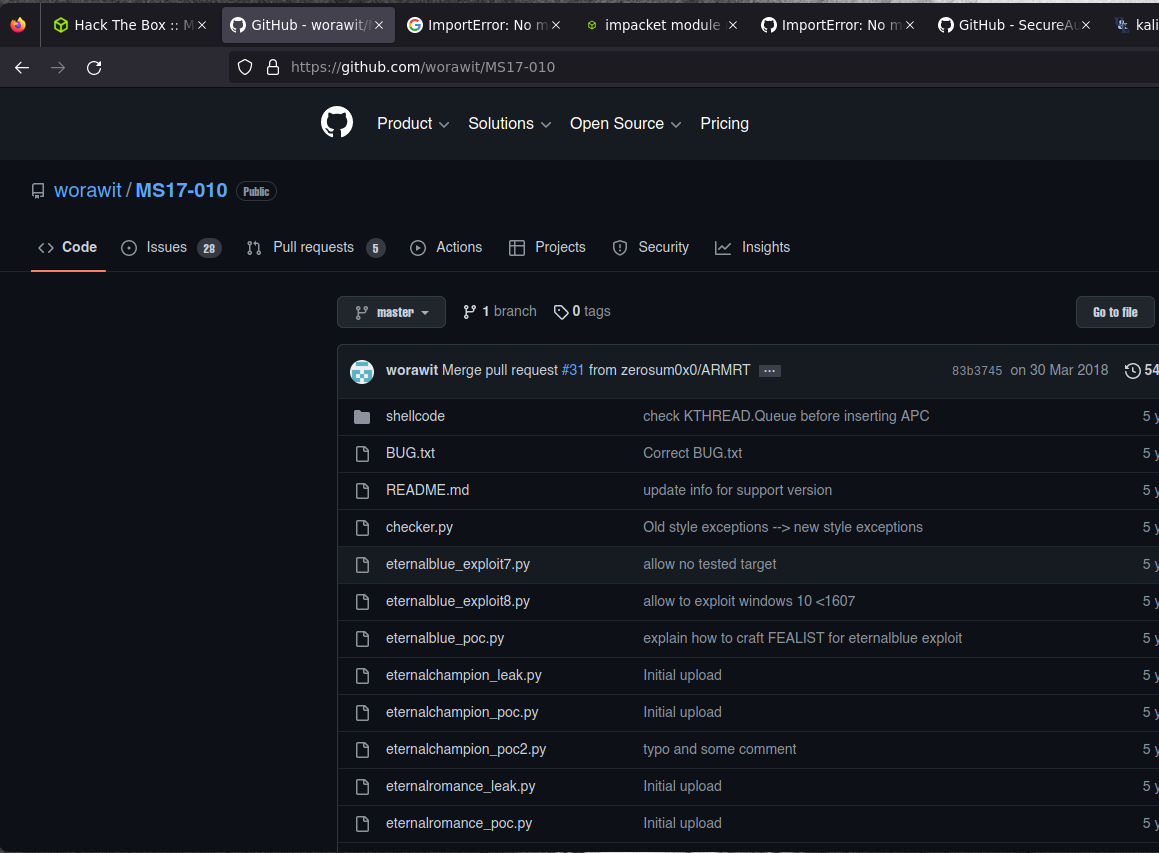 Hack The Box :: M
GitHub - worawit/M
ImportError: No m
impacket module
ImportError: No m
GitHub - SecureAu
kali
https://github.com/worawit/MS17-010
Product
Solutions
Open Source
Pricing
worawit / MS17-010 Public
Code
Issues 28
Pull requests 5
Actions
Projects
Security
Insights
master
1 branch
0 tags
Go to file
worawit Merge pull request #31 from zerosum0x0/ARMRT ... 83b3745 on 30 Mar 2018 54
shellcode check KTHREAD.Queue before inserting APC 5 y
BUG.txt Correct BUG.txt 5 y
README.md update info for support version 5 y
checker.py Old style exceptions --> new style exceptions 5 y
eternalblue_exploit7.py allow no tested target 5 y
eternalblue_exploit8.py allow to exploit windows 10 <1607 5 y
eternalblue_poc.py explain how to craft FEALIST for eternalblue exploit 5 y
eternalchampion_leak.py Initial upload 5 y
eternalchampion_poc.py Initial upload 5 y
eternalchampion_poc2.py typo and some comment 5 y
eternalromance_leak.py Initial upload 5 y
eternalromance_poc.py Initial upload 5 y